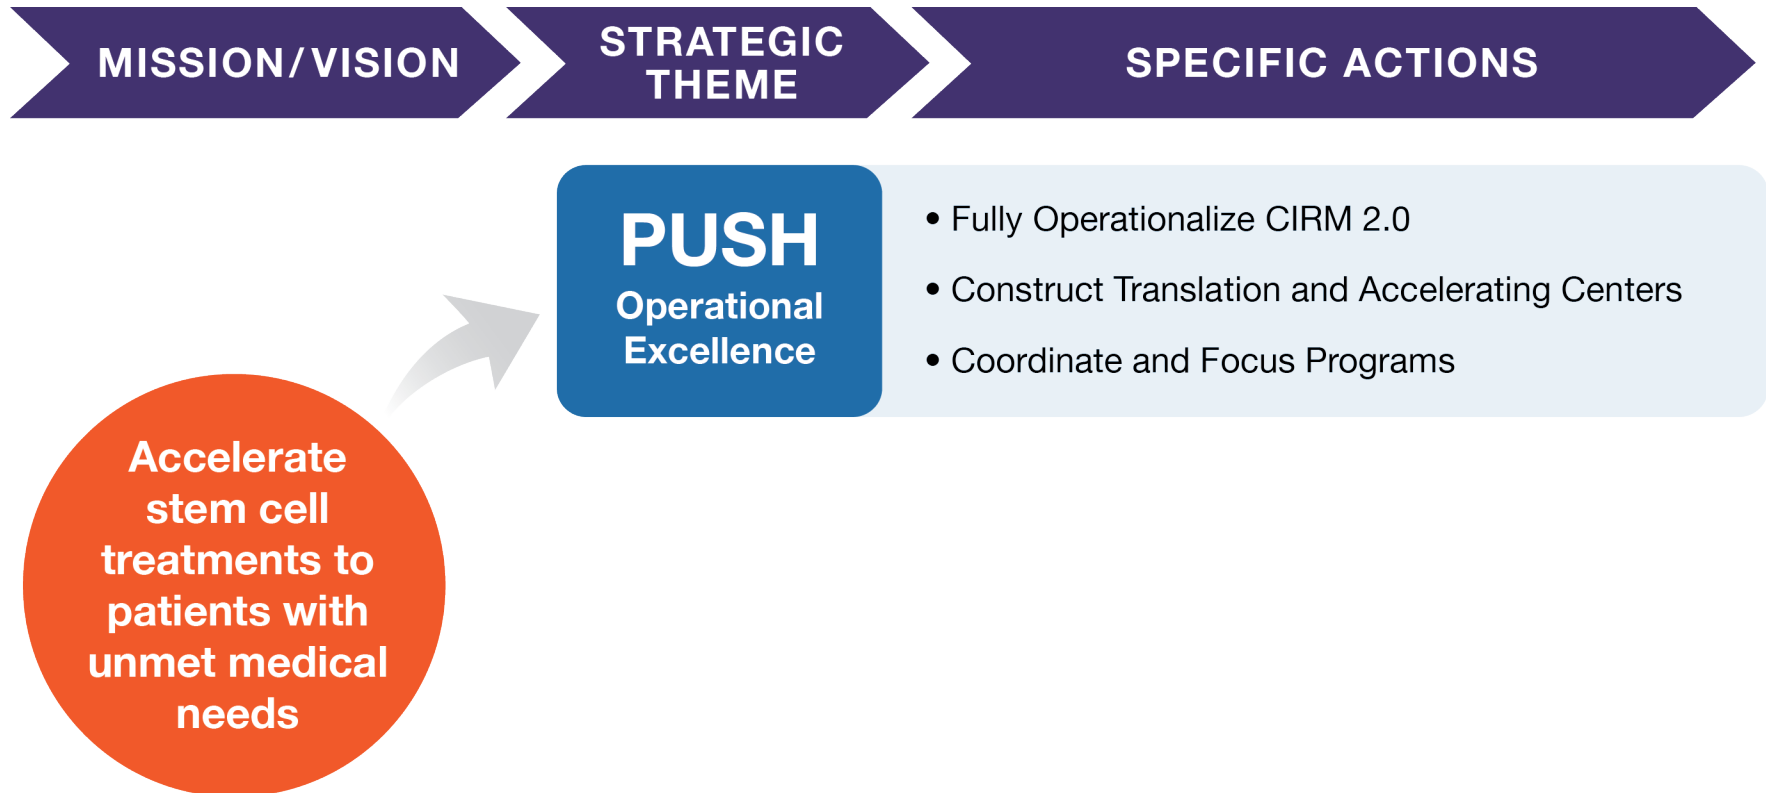 MISSION/VISION
STRATEGIC
THEME
SPECIFIC ACTIONS
PUSH
Operational
Excellence
• Fully Operationalize CIRM 2.0
• Construct Translation and Accelerating Centers
• Coordinate and Focus Programs
Accelerate
stem cell
treatments to
patients with
unmet medical
needs